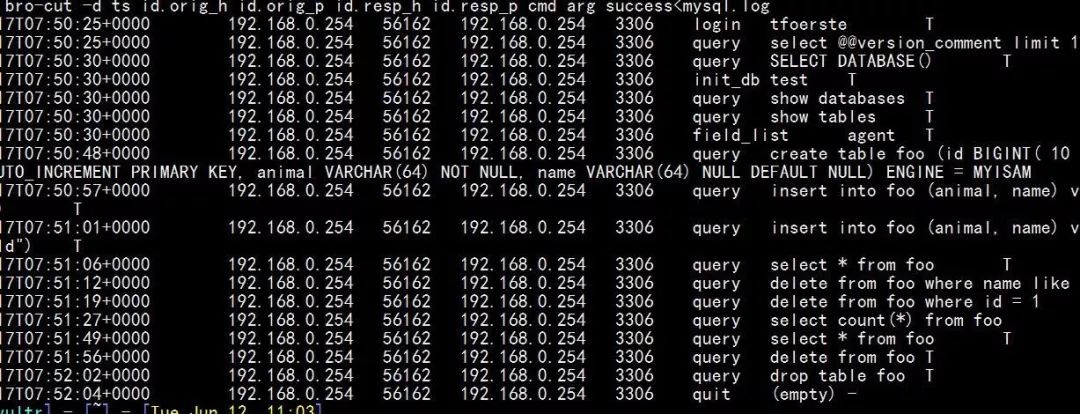 bro-cut -d ts id.orig_h id.orig_p id.resp_h id.resp_p cmd arg success<mysql.log
17T07:50:25+0000 192.168.0.254 56162 192.168.0.254 3306 login tfoerste
17T07:50:25+0000 192.168.0.254 56162 192.168.0.254 3306 query select @@version_comment limit 1
17T07:50:30+0000 192.168.0.254 56162 192.168.0.254 3306 query SELECT DATABASE() T
17T07:50:30+0000 192.168.0.254 56162 192.168.0.254 3306 init_db test T
17T07:50:30+0000 192.168.0.254 56162 192.168.0.254 3306 query show databases T
17T07:50:30+0000 192.168.0.254 56162 192.168.0.254 3306 query show tables T
17T07:50:30+0000 192.168.0.254 56162 192.168.0.254 3306 field_list agent T
17T07:50:48+0000 192.168.0.254 56162 192.168.0.254 3306 query create table foo (id BIGINT( 10
UTO_INCREMENT PRIMARY KEY, animal VARCHAR(64) NOT NULL, name VARCHAR(64) NULL DEFAULT NULL) ENGINE = MYISAM
17T07:50:57+0000 192.168.0.254 56162 192.168.0.254 3306 query insert into foo (animal, name) v
) T
17T07:51:01+0000 192.168.0.254 56162 192.168.0.254 3306 query insert into foo (animal, name) v
ld") T
17T07:51:06+0000 192.168.0.254 56162 192.168.0.254 3306 query select * from foo T
17T07:51:12+0000 192.168.0.254 56162 192.168.0.254 3306 query delete from foo where name like
17T07:51:19+0000 192.168.0.254 56162 192.168.0.254 3306 query delete from foo where id = 1
17T07:51:27+0000 192.168.0.254 56162 192.168.0.254 3306 query select count(*) from foo
17T07:51:49+0000 192.168.0.254 56162 192.168.0.254 3306 query select * from foo T
17T07:51:56+0000 192.168.0.254 56162 192.168.0.254 3306 query delete from foo T
17T07:52:02+0000 192.168.0.254 56162 192.168.0.254 3306 query drop table foo T
17T07:52:04+0000 192.168.0.254 56162 192.168.0.254 3306 quit (empty) -
vultr] - [~] - [Tue Jun 12, 11:03]